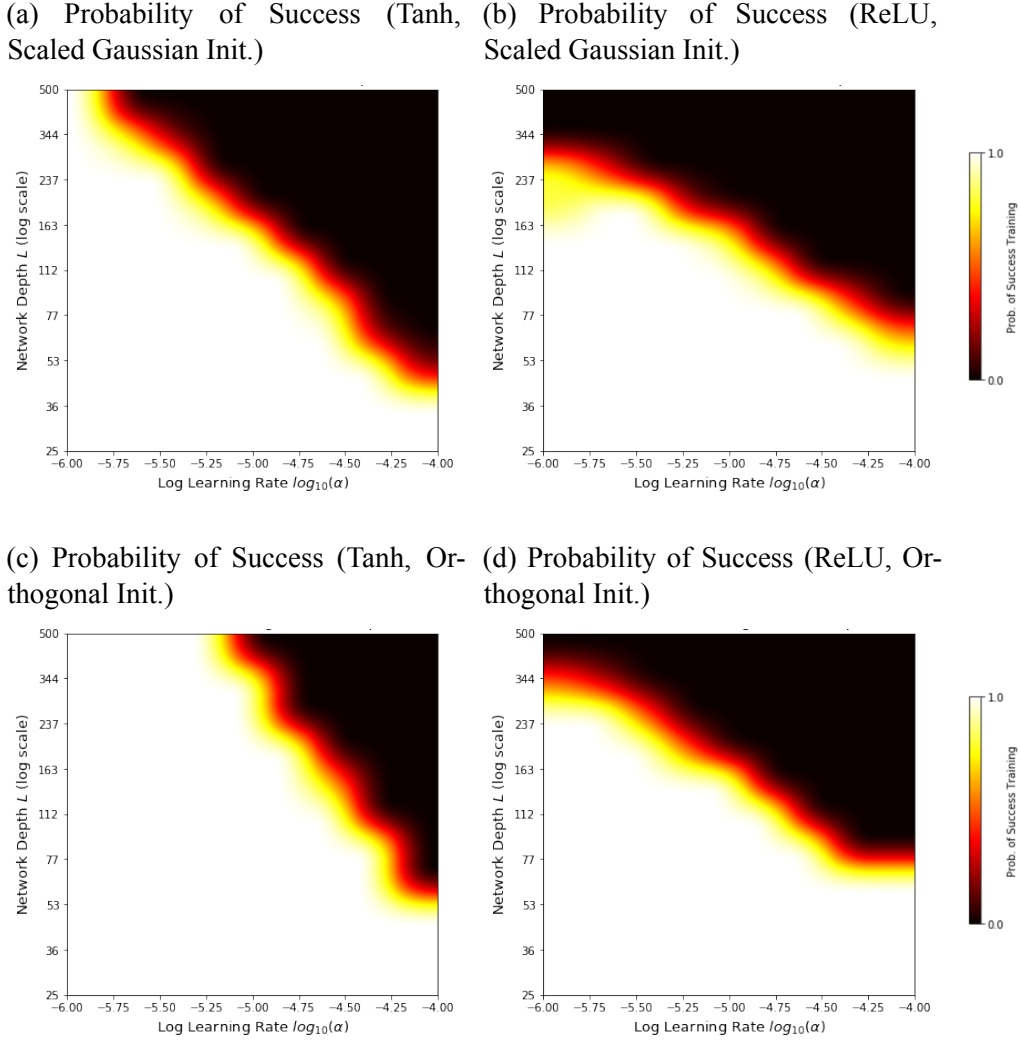 (a) Probability of Success (Tanh,
Scaled Gaussian Init.)
(b) Probability of Success (ReLU,
Scaled Gaussian Init.)
500
344
237
163
112
77
53
36
25
Network Depth L (log scale)
−6.00 −5.75 −5.50 −5.25 −5.00 −4.75 −4.50 −4.25 −4.00
Log Learning Rate log₁₀(α)
500
344
237
163
112
77
53
36
25
Network Depth L (log scale)
−6.00 −5.75 −5.50 −5.25 −5.00 −4.75 −4.50 −4.25 −4.00
Log Learning Rate log₁₀(α)
1.0
0.0
Prob. of Success Training
(c) Probability of Success (Tanh, Or-
thogonal Init.)
(d) Probability of Success (ReLU, Or-
thogonal Init.)
500
344
237
163
112
77
53
36
25
Network Depth L (log scale)
−6.00 −5.75 −5.50 −5.25 −5.00 −4.75 −4.50 −4.25 −4.00
Log Learning Rate log₁₀(α)
500
344
237
163
112
77
53
36
25
Network Depth L (log scale)
−6.00 −5.75 −5.50 −5.25 −5.00 −4.75 −4.50 −4.25 −4.00
Log Learning Rate log₁₀(α)
1.0
0.0
Prob. of Success Training